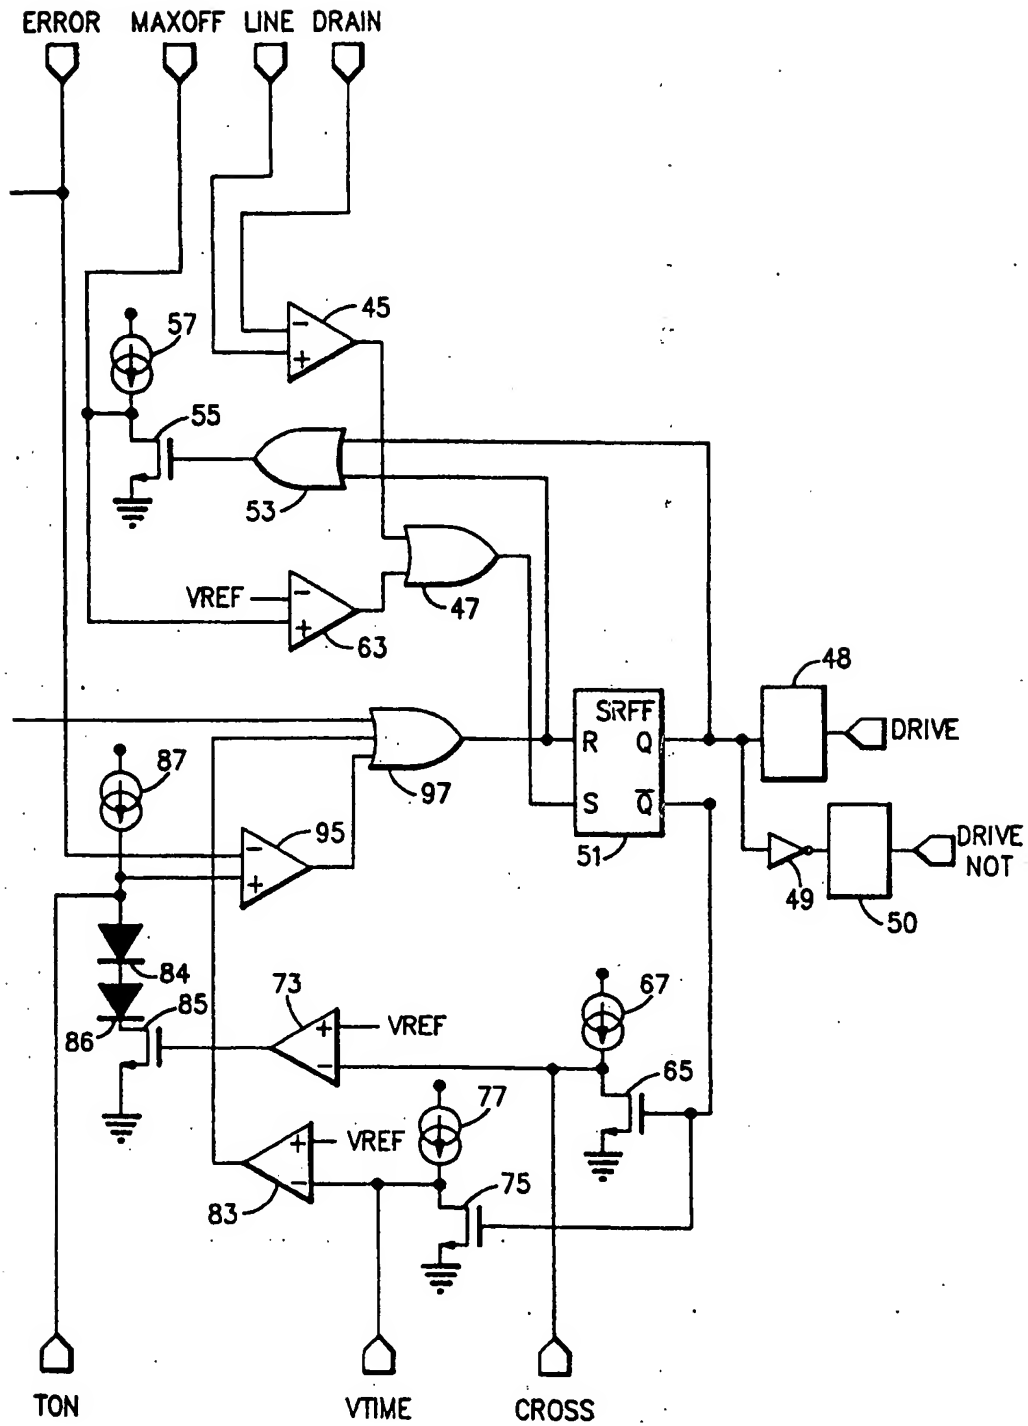 ERROR MAXOFF LINE DRAIN
45
57
-
+
55
53
VREF
-
+
47
63
48
SRFF
R Q
DRIVE
87
97
S Q̅
95
-
+
51
49
DRIVE
NOT
50
84
73
67
85
+
VREF
86
-
65
77
+
VREF
-
75
83
TON VTIME CROSS